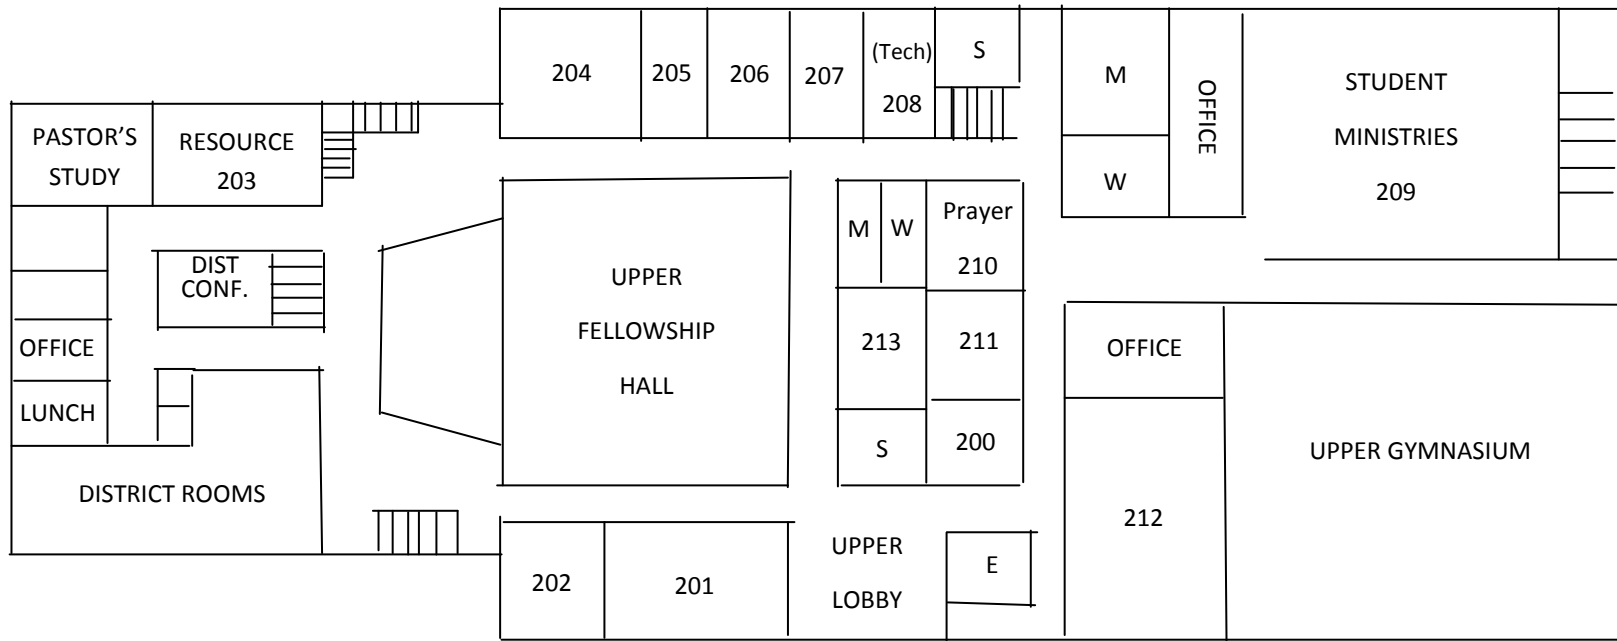 204
205
206
207
(Tech)
208
S
M
W
OFFICE
STUDENT
MINISTRIES
209
PASTOR’S
STUDY
RESOURCE
203
DIST
CONF.
OFFICE
LUNCH
DISTRICT ROOMS
UPPER
FELLOWSHIP
HALL
M
W
Prayer
210
213
211
S
200
OFFICE
212
UPPER GYMNASIUM
202
201
UPPER
LOBBY
E